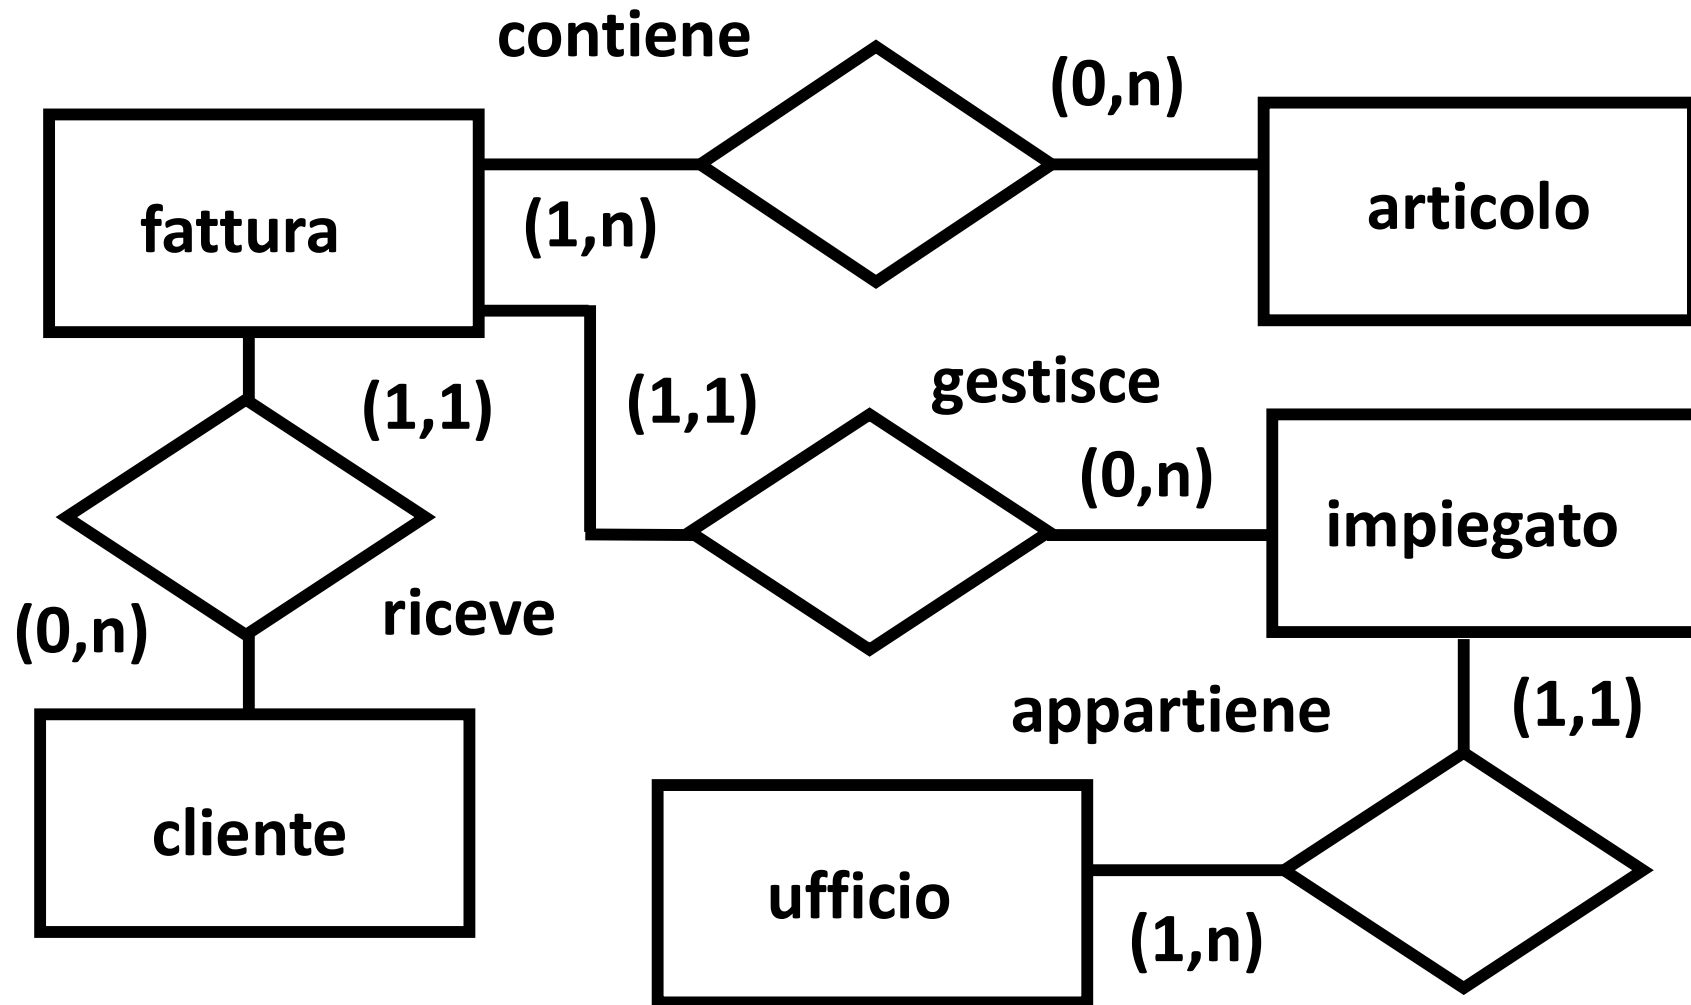 contiene
(0,n)
fattura
(1,n)
articolo
(1,1)
(1,1)
gestisce
(0,n)
impiegato
(0,n)
riceve
appartiene
(1,1)
cliente
ufficio
(1,n)